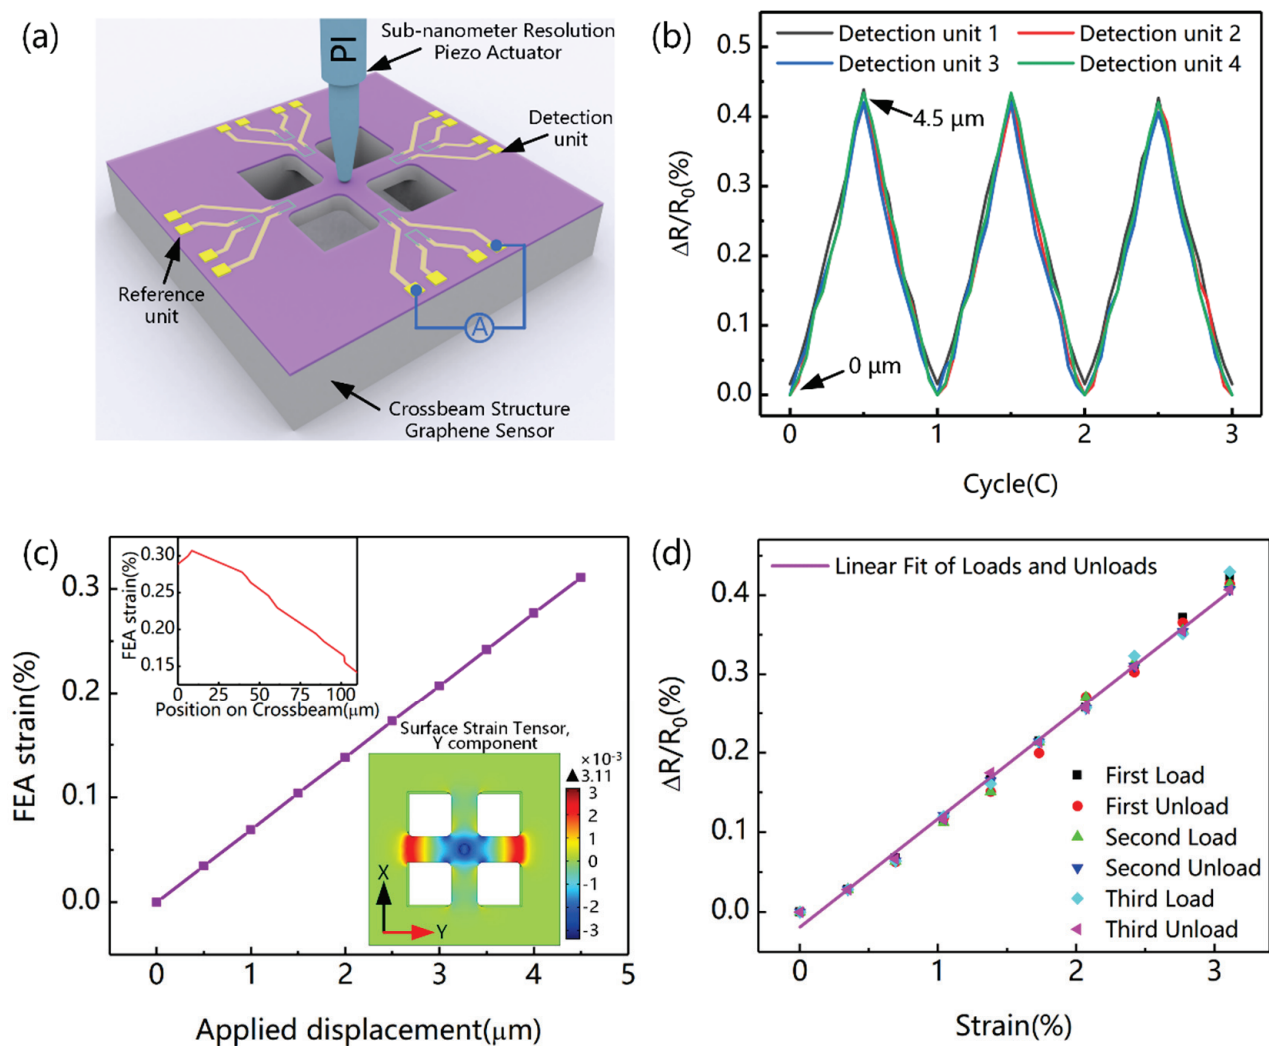 (a)
PI
Sub-nanometer Resolution
Piezo Actuator
Detection
unit
Reference
unit
A
Crossbeam Structure
Graphene Sensor
(b)
Detection unit 1
Detection unit 2
Detection unit 3
Detection unit 4
0.5
0.4
0.3
0.2
0.1
0.0
ΔR/R₀(%)
4.5 μm
0 μm
0
1
2
3
Cycle(C)
(c)
0.3
0.2
0.1
0.0
FEA strain(%)
0.30
0.25
0.20
0.15
FEA strain(%)
0
25
50
75
100
Position on Crossbeam(μm)
Surface Strain Tensor,
Y component
×10⁻³
▲ 3.11
3
2
1
0
-1
-2
-3
X
Y
0
1
2
3
4
5
Applied displacement(μm)
(d)
Linear Fit of Loads and Unloads
0.4
0.3
0.2
0.1
0.0
ΔR/R₀(%)
First Load
First Unload
Second Load
Second Unload
Third Load
Third Unload
0
1
2
3
Strain(%)